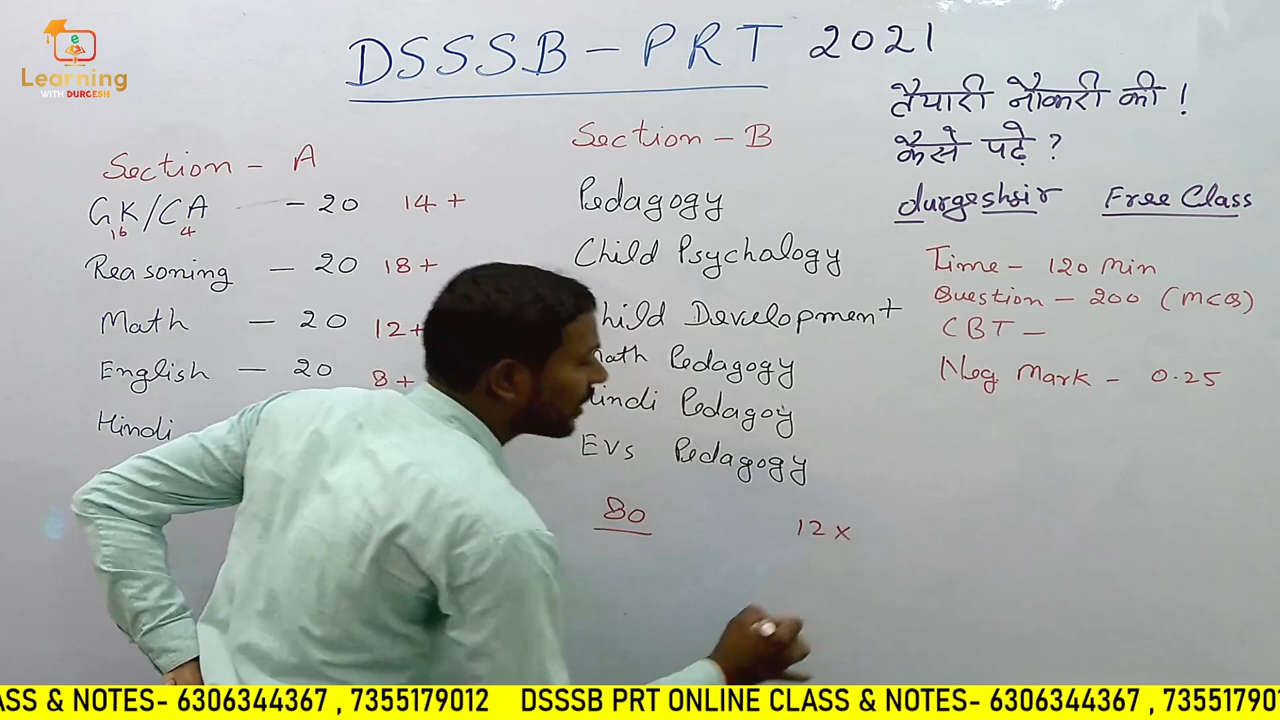 e
Learning
WITH DURGESH
DSSSB - PRT 2021
तैयारी नौकरी की !
कैसे पढ़े ?
durgeshsir Free Class
Section - A
GK/CA - 20 14 +
16 4
Reasoning - 20 18 +
Math - 20 12 +
English - 20 8 +
Hindi
Section - B
Pedagogy
Child Psychalogy
hild Development
Math Pedagogy
indi Pedagogy
EVs Pedagogy
80
12 x
Time - 120 Min
Question - 200 (MCQ)
CBT -
Neg Mark - 0.25
ASS & NOTES- 6306344367 , 7355179012 DSSSB PRT ONLINE CLASS & NOTES- 6306344367 , 735517901